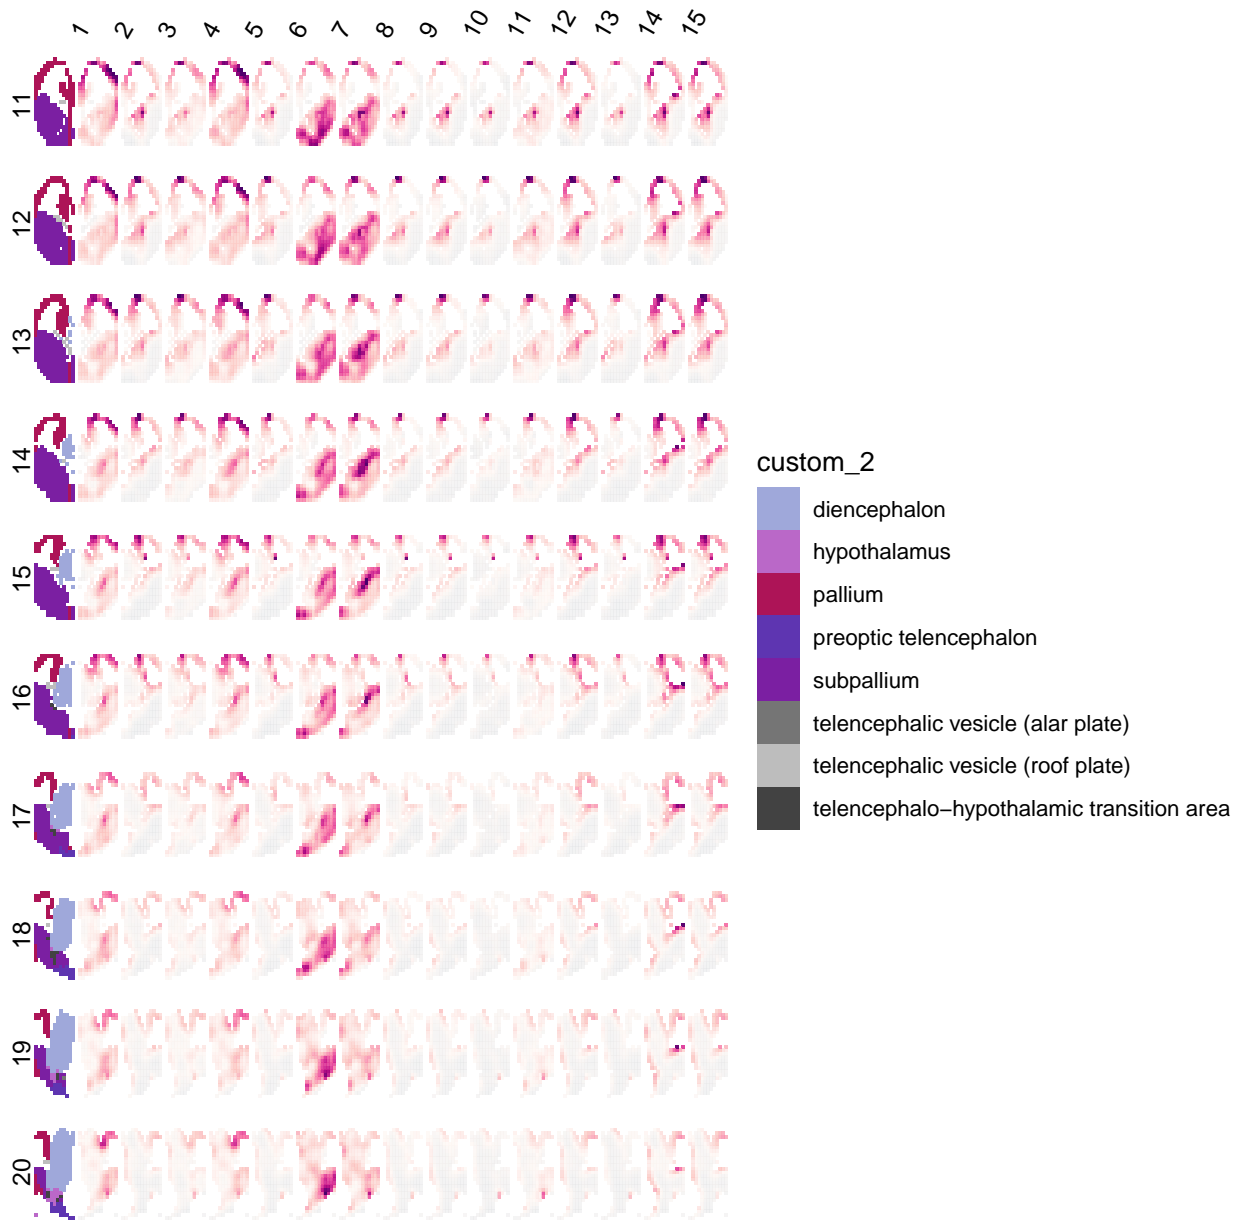 1 2 3 4 5 6 7 8 9 10 11 12 13 14 15
11
12
13
14
15
16
17
18
19
20
custom_2
diencephalon
hypothalamus
pallium
preoptic telencephalon
subpallium
telencephalic vesicle (alar plate)
telencephalic vesicle (roof plate)
telencephalo−hypothalamic transition area